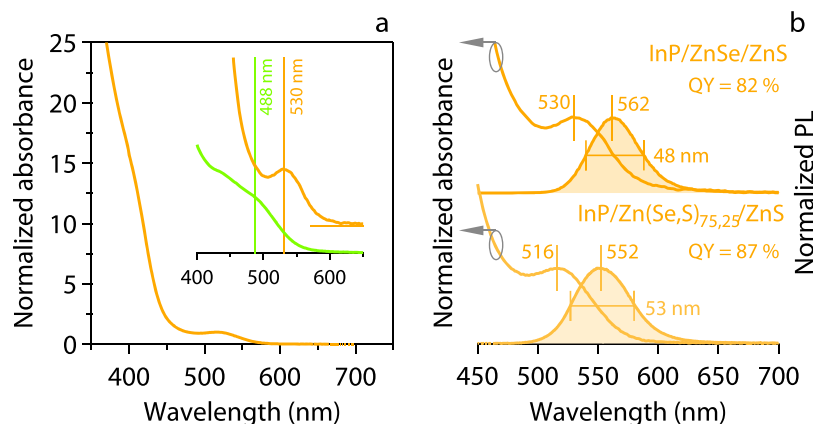 a
Normalized absorbance
25
20
15
10
5
0
400
500
600
700
Wavelength (nm)
488 nm
530 nm
400
500
600
b
Normalized absorbance
Normalized PL
InP/ZnSe/ZnS
QY = 82 %
530
562
48 nm
InP/Zn(Se,S)75,25/ZnS
QY = 87 %
516
552
53 nm
450
500
550
600
650
700
Wavelength (nm)